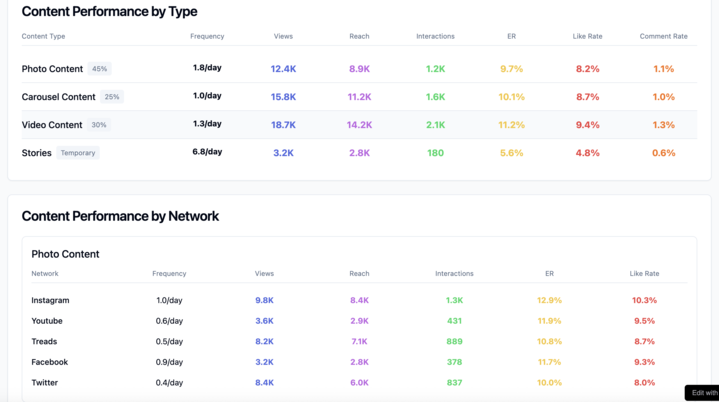 Content Performance by Type
Content Type Frequency Views Reach Interactions ER Like Rate Comment Rate
Photo Content 45% 1.8/day 12.4K 8.9K 1.2K 9.7% 8.2% 1.1%
Carousel Content 25% 1.0/day 15.8K 11.2K 1.6K 10.1% 8.7% 1.0%
Video Content 30% 1.3/day 18.7K 14.2K 2.1K 11.2% 9.4% 1.3%
Stories Temporary 6.8/day 3.2K 2.8K 180 5.6% 4.8% 0.6%
Content Performance by Network
Photo Content
Network Frequency Views Reach Interactions ER Like Rate
Instagram 1.0/day 9.8K 8.4K 1.3K 12.9% 10.3%
Youtube 0.6/day 3.6K 2.9K 431 11.9% 9.5%
Treads 0.5/day 8.2K 7.1K 889 10.8% 8.7%
Facebook 0.9/day 3.2K 2.8K 378 11.7% 9.3%
Twitter 0.4/day 8.4K 6.0K 837 10.0% 8.0%
Edit with